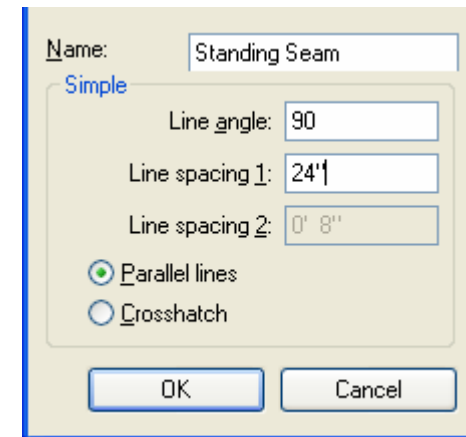 Name: Standing Seam
Simple
Line angle: 90
Line spacing 1: 24"
Line spacing 2: 0' 8"
Parallel lines
Crosshatch
OK Cancel